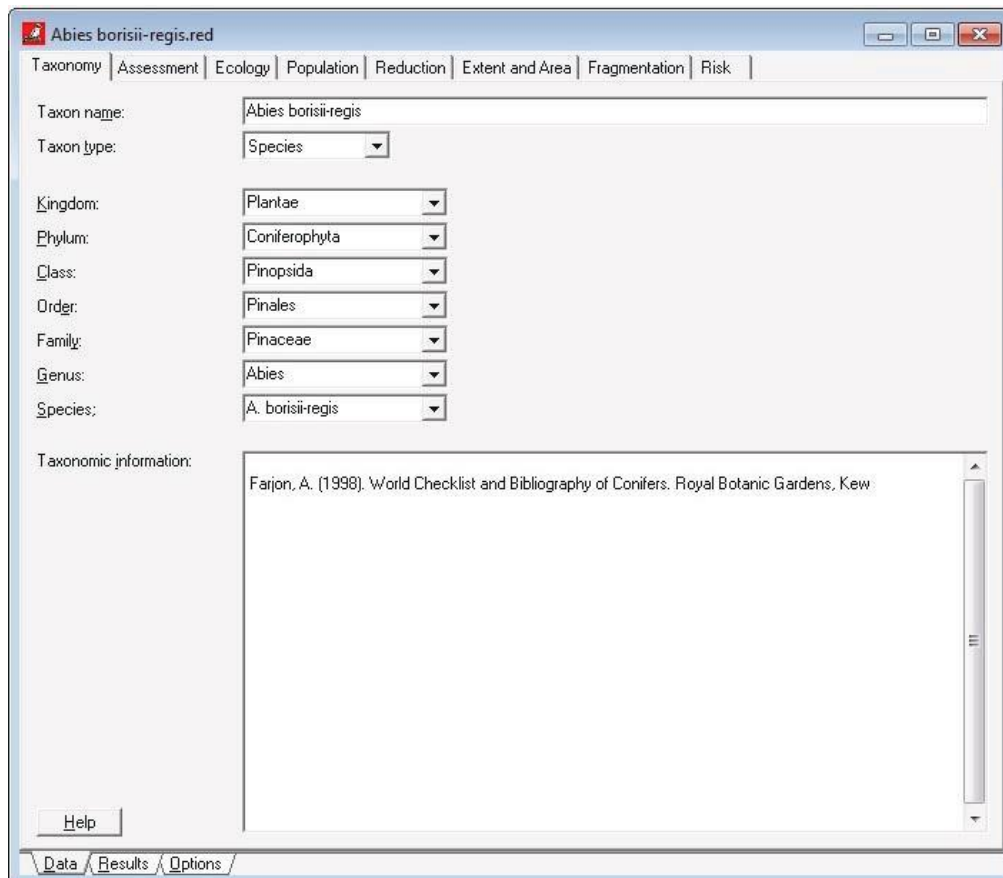 Abies borisii-regis.red
Taxonomy Assessment Ecology Population Reduction Extent and Area Fragmentation Risk
Taxon name: Abies borisii-regis
Taxon type: Species
Kingdom: Plantae
Phylum: Coniferophyta
Class: Pinopsida
Order: Pinales
Family: Pinaceae
Genus: Abies
Species; A. borisii-regis
Taxonomic information:
Farjon, A. (1998). World Checklist and Bibliography of Conifers. Royal Botanic Gardens, Kew
Help
Data Results Options